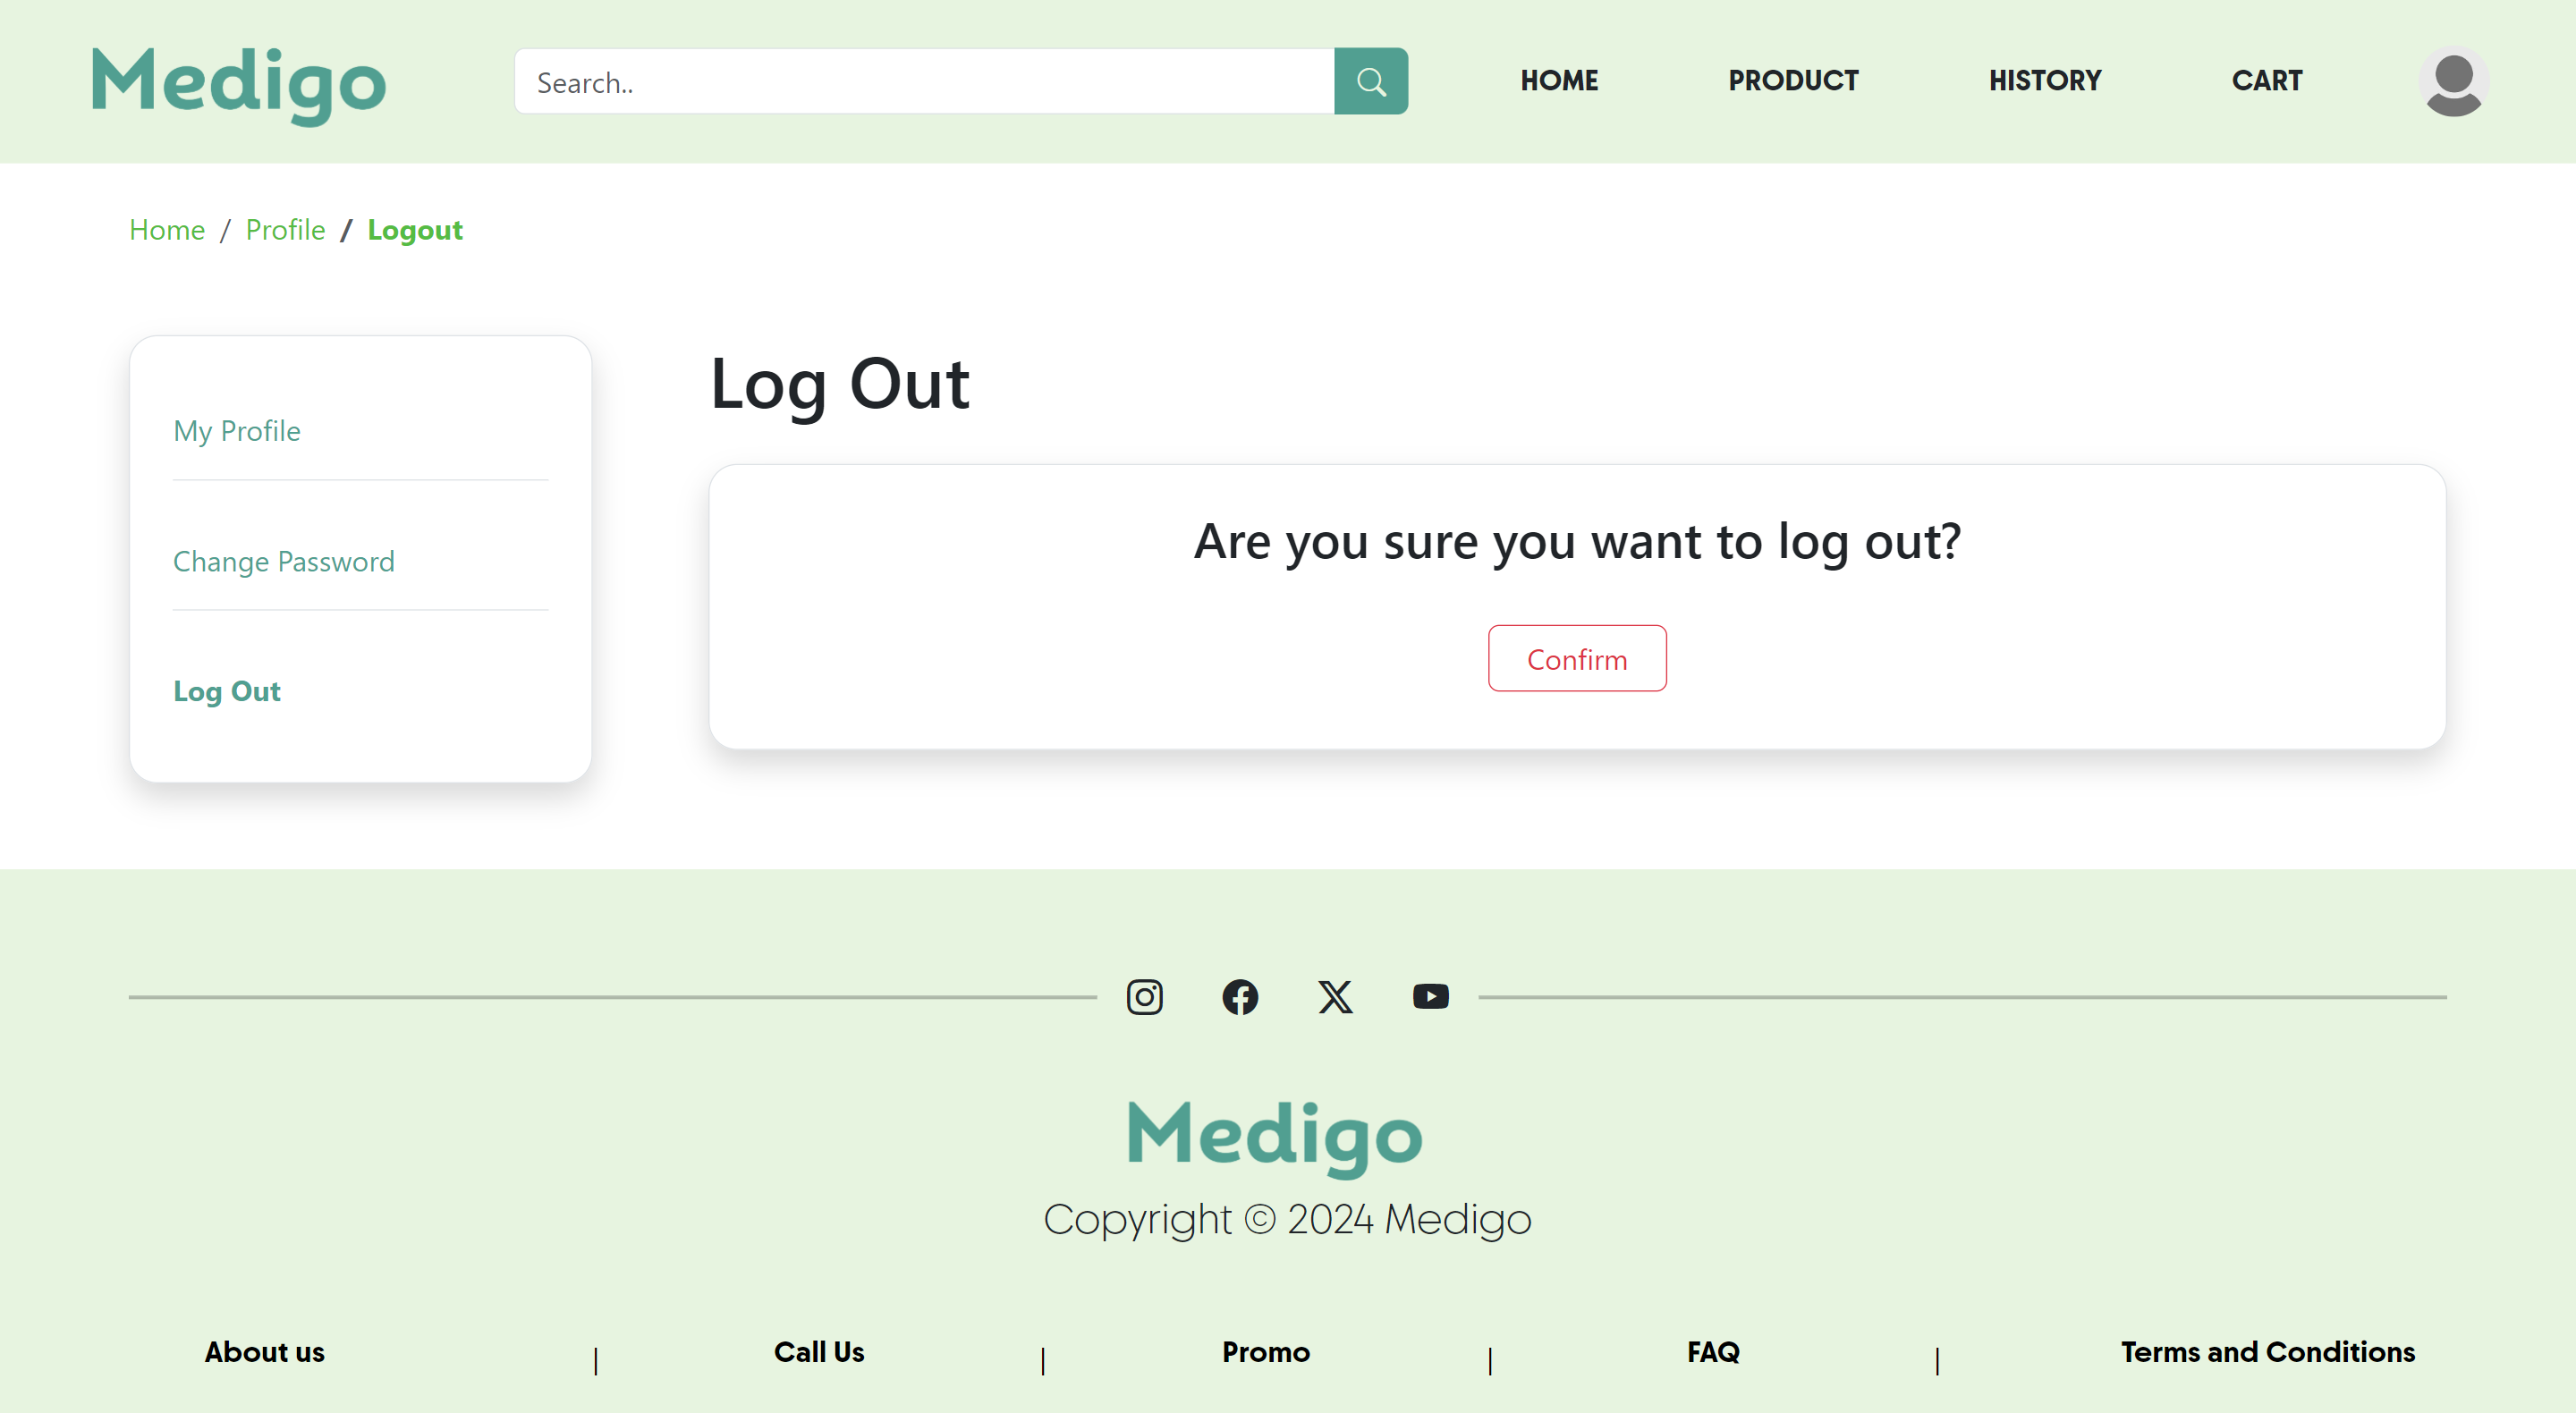 Medigo
Search..
HOME PRODUCT HISTORY CART
Home / Profile / Logout
My Profile
Change Password
Log Out
Log Out
Are you sure you want to log out?
Confirm
Medigo
Copyright © 2024 Medigo
About us | Call Us | Promo | FAQ | Terms and Conditions